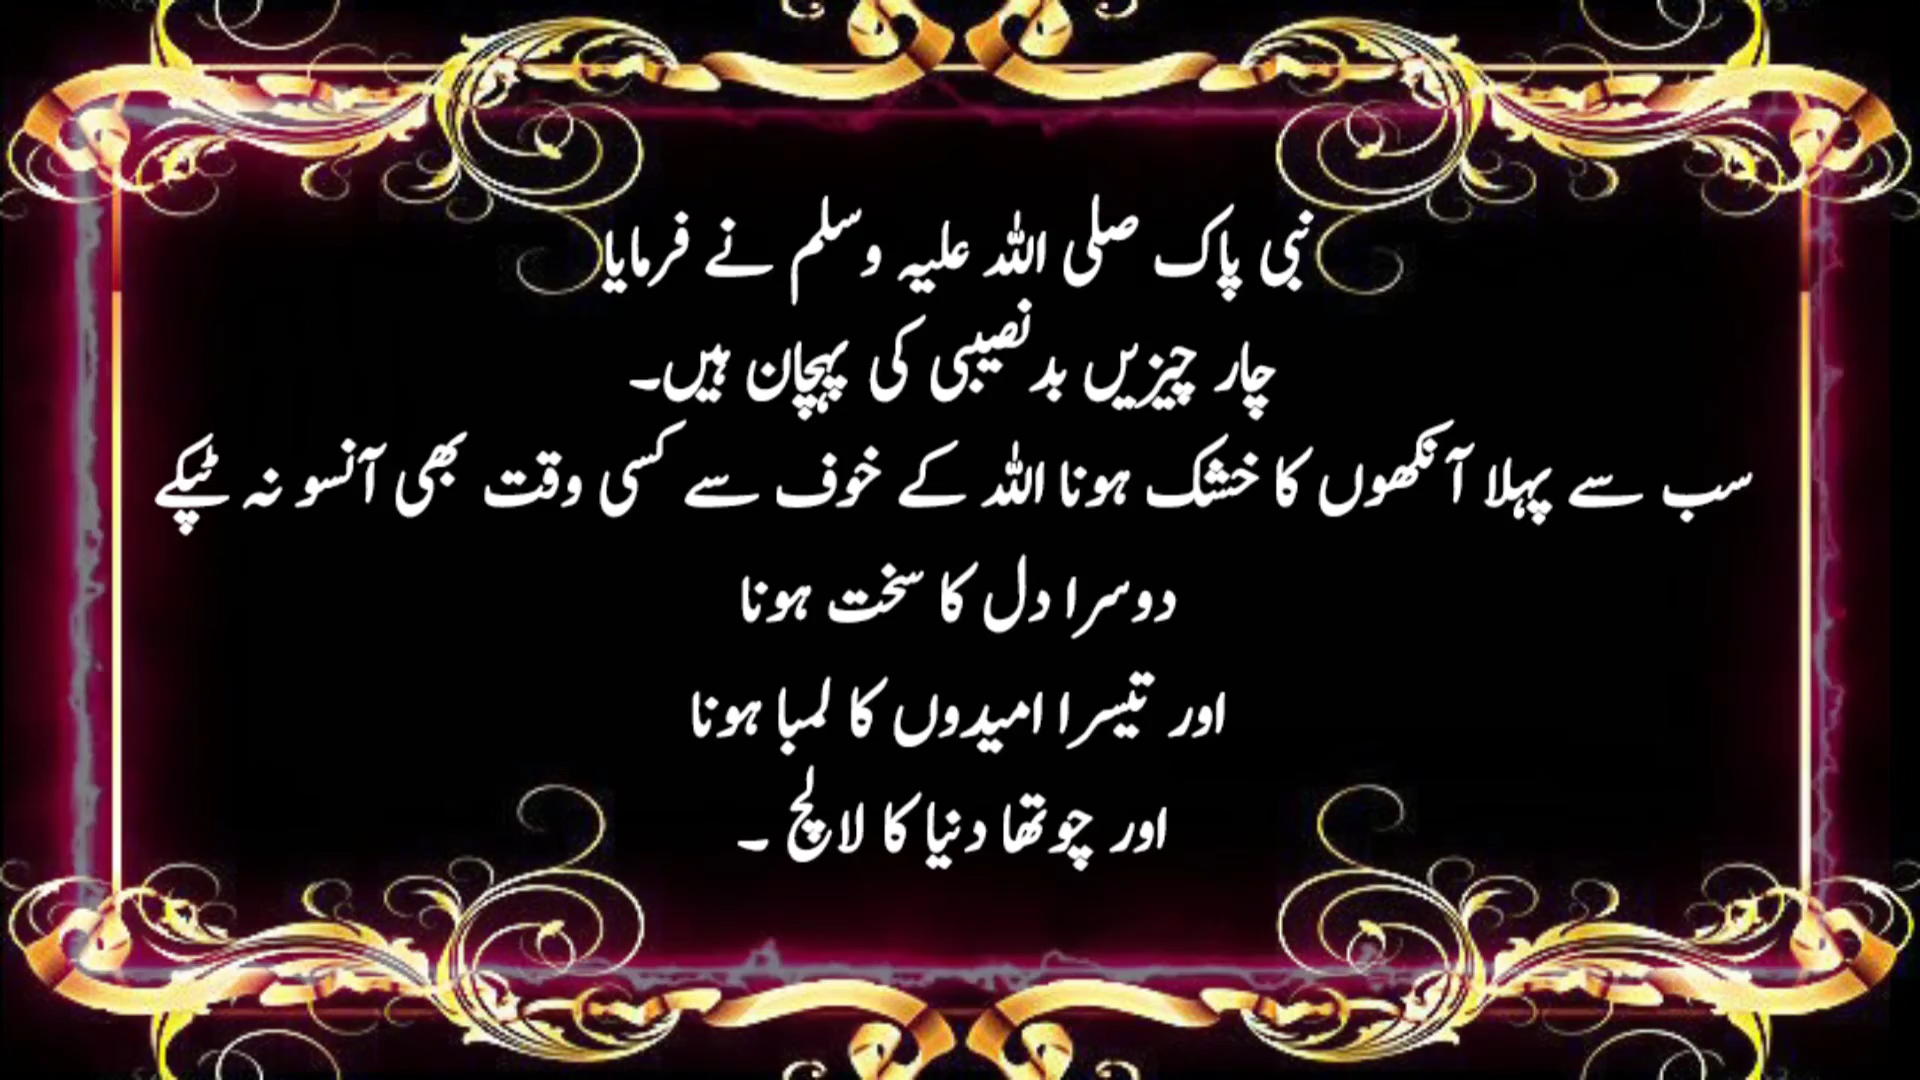 نبی پاک صلی اللہ علیہ وسلم نے فرمایا
چار چیزیں بدنصیبی کی پہچان ہیں۔
سب سے پہلا آنکھوں کا خشک ہونا اللہ کے خوف سے کسی وقت بھی آنسو نہ ٹپکے
دوسرا دل کا سخت ہونا
اور تیسرا امیدوں کا لمبا ہونا
اور چوتھا دنیا کا لالچ ۔